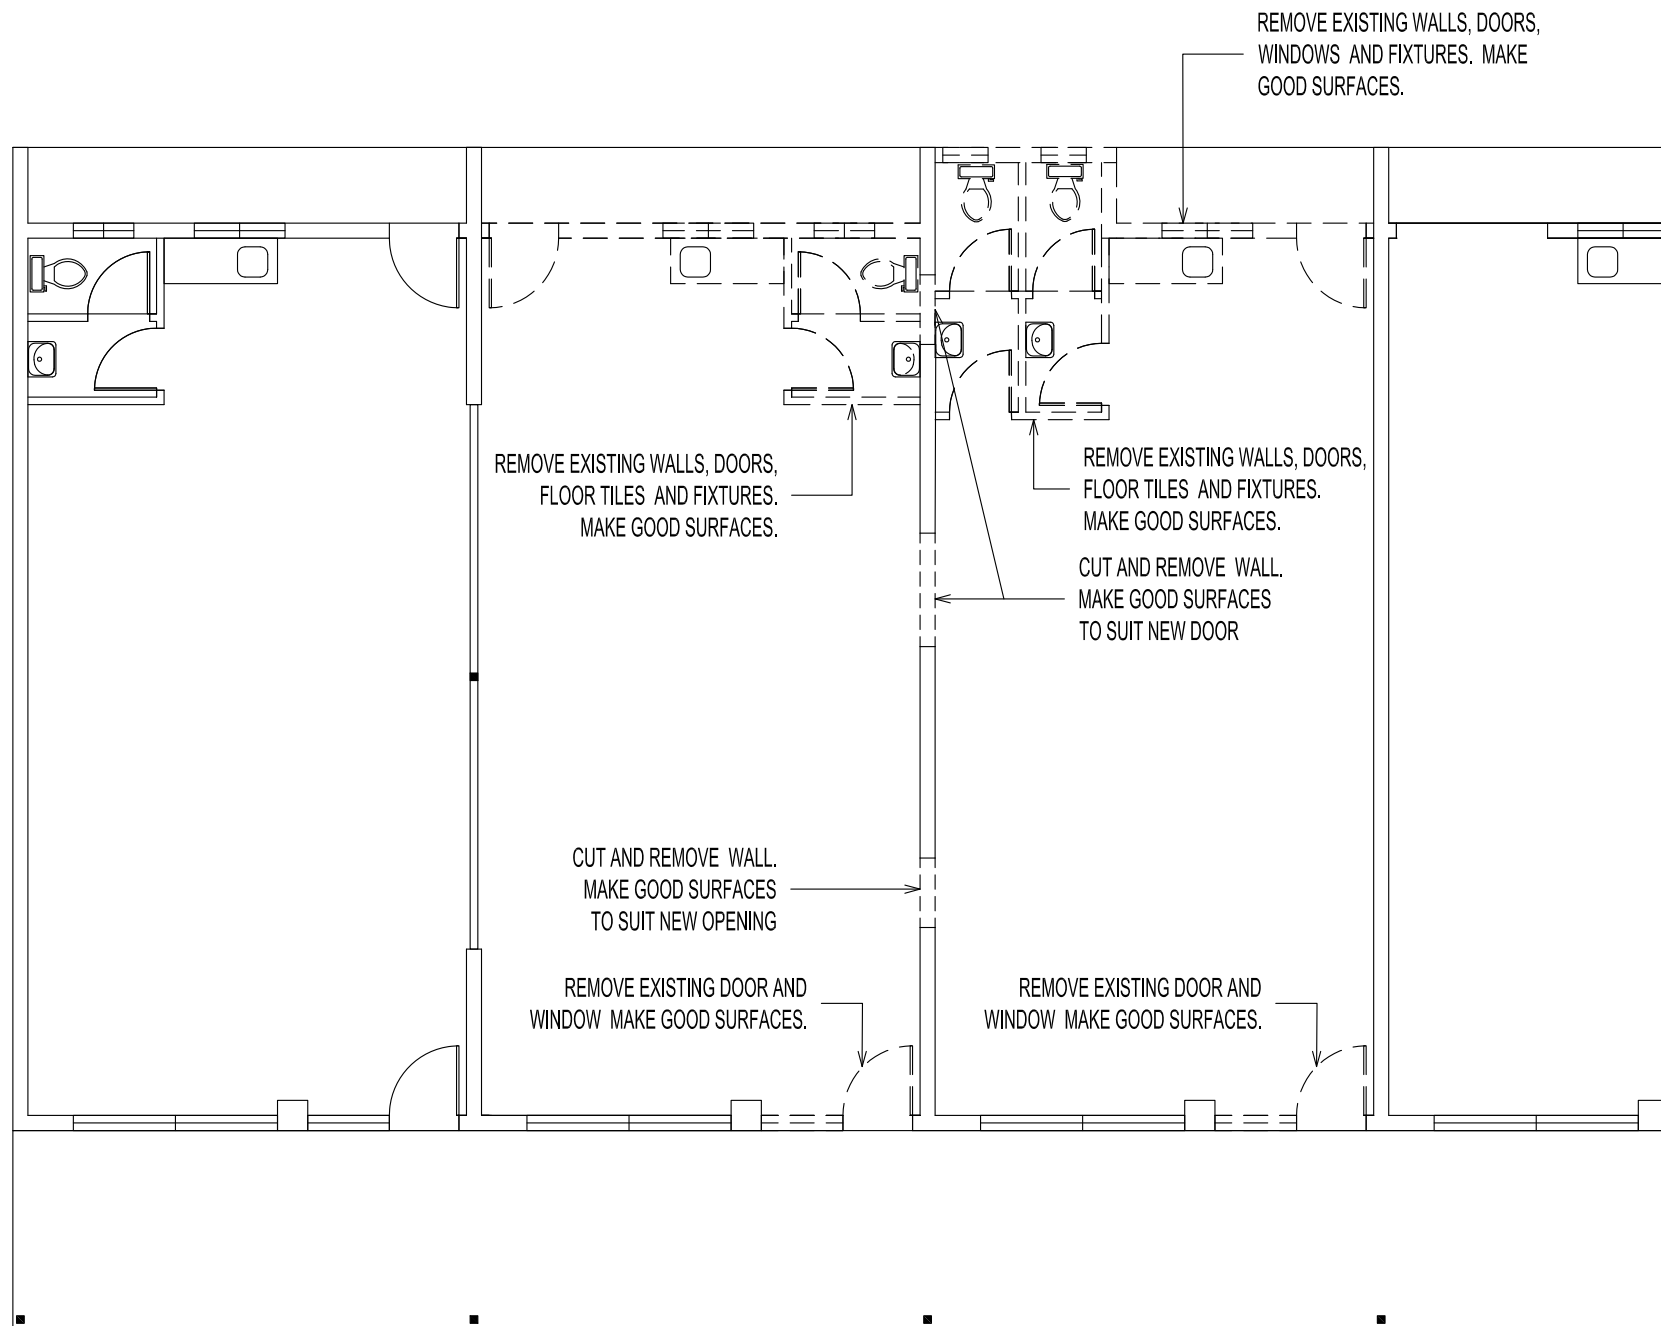 REMOVE EXISTING WALLS, DOORS,
WINDOWS AND FIXTURES. MAKE
GOOD SURFACES.
REMOVE EXISTING WALLS, DOORS,
FLOOR TILES AND FIXTURES.
MAKE GOOD SURFACES.
REMOVE EXISTING WALLS, DOORS,
FLOOR TILES AND FIXTURES.
MAKE GOOD SURFACES.
CUT AND REMOVE WALL.
MAKE GOOD SURFACES
TO SUIT NEW DOOR
CUT AND REMOVE WALL.
MAKE GOOD SURFACES
TO SUIT NEW OPENING
REMOVE EXISTING DOOR AND
WINDOW MAKE GOOD SURFACES.
REMOVE EXISTING DOOR AND
WINDOW MAKE GOOD SURFACES.